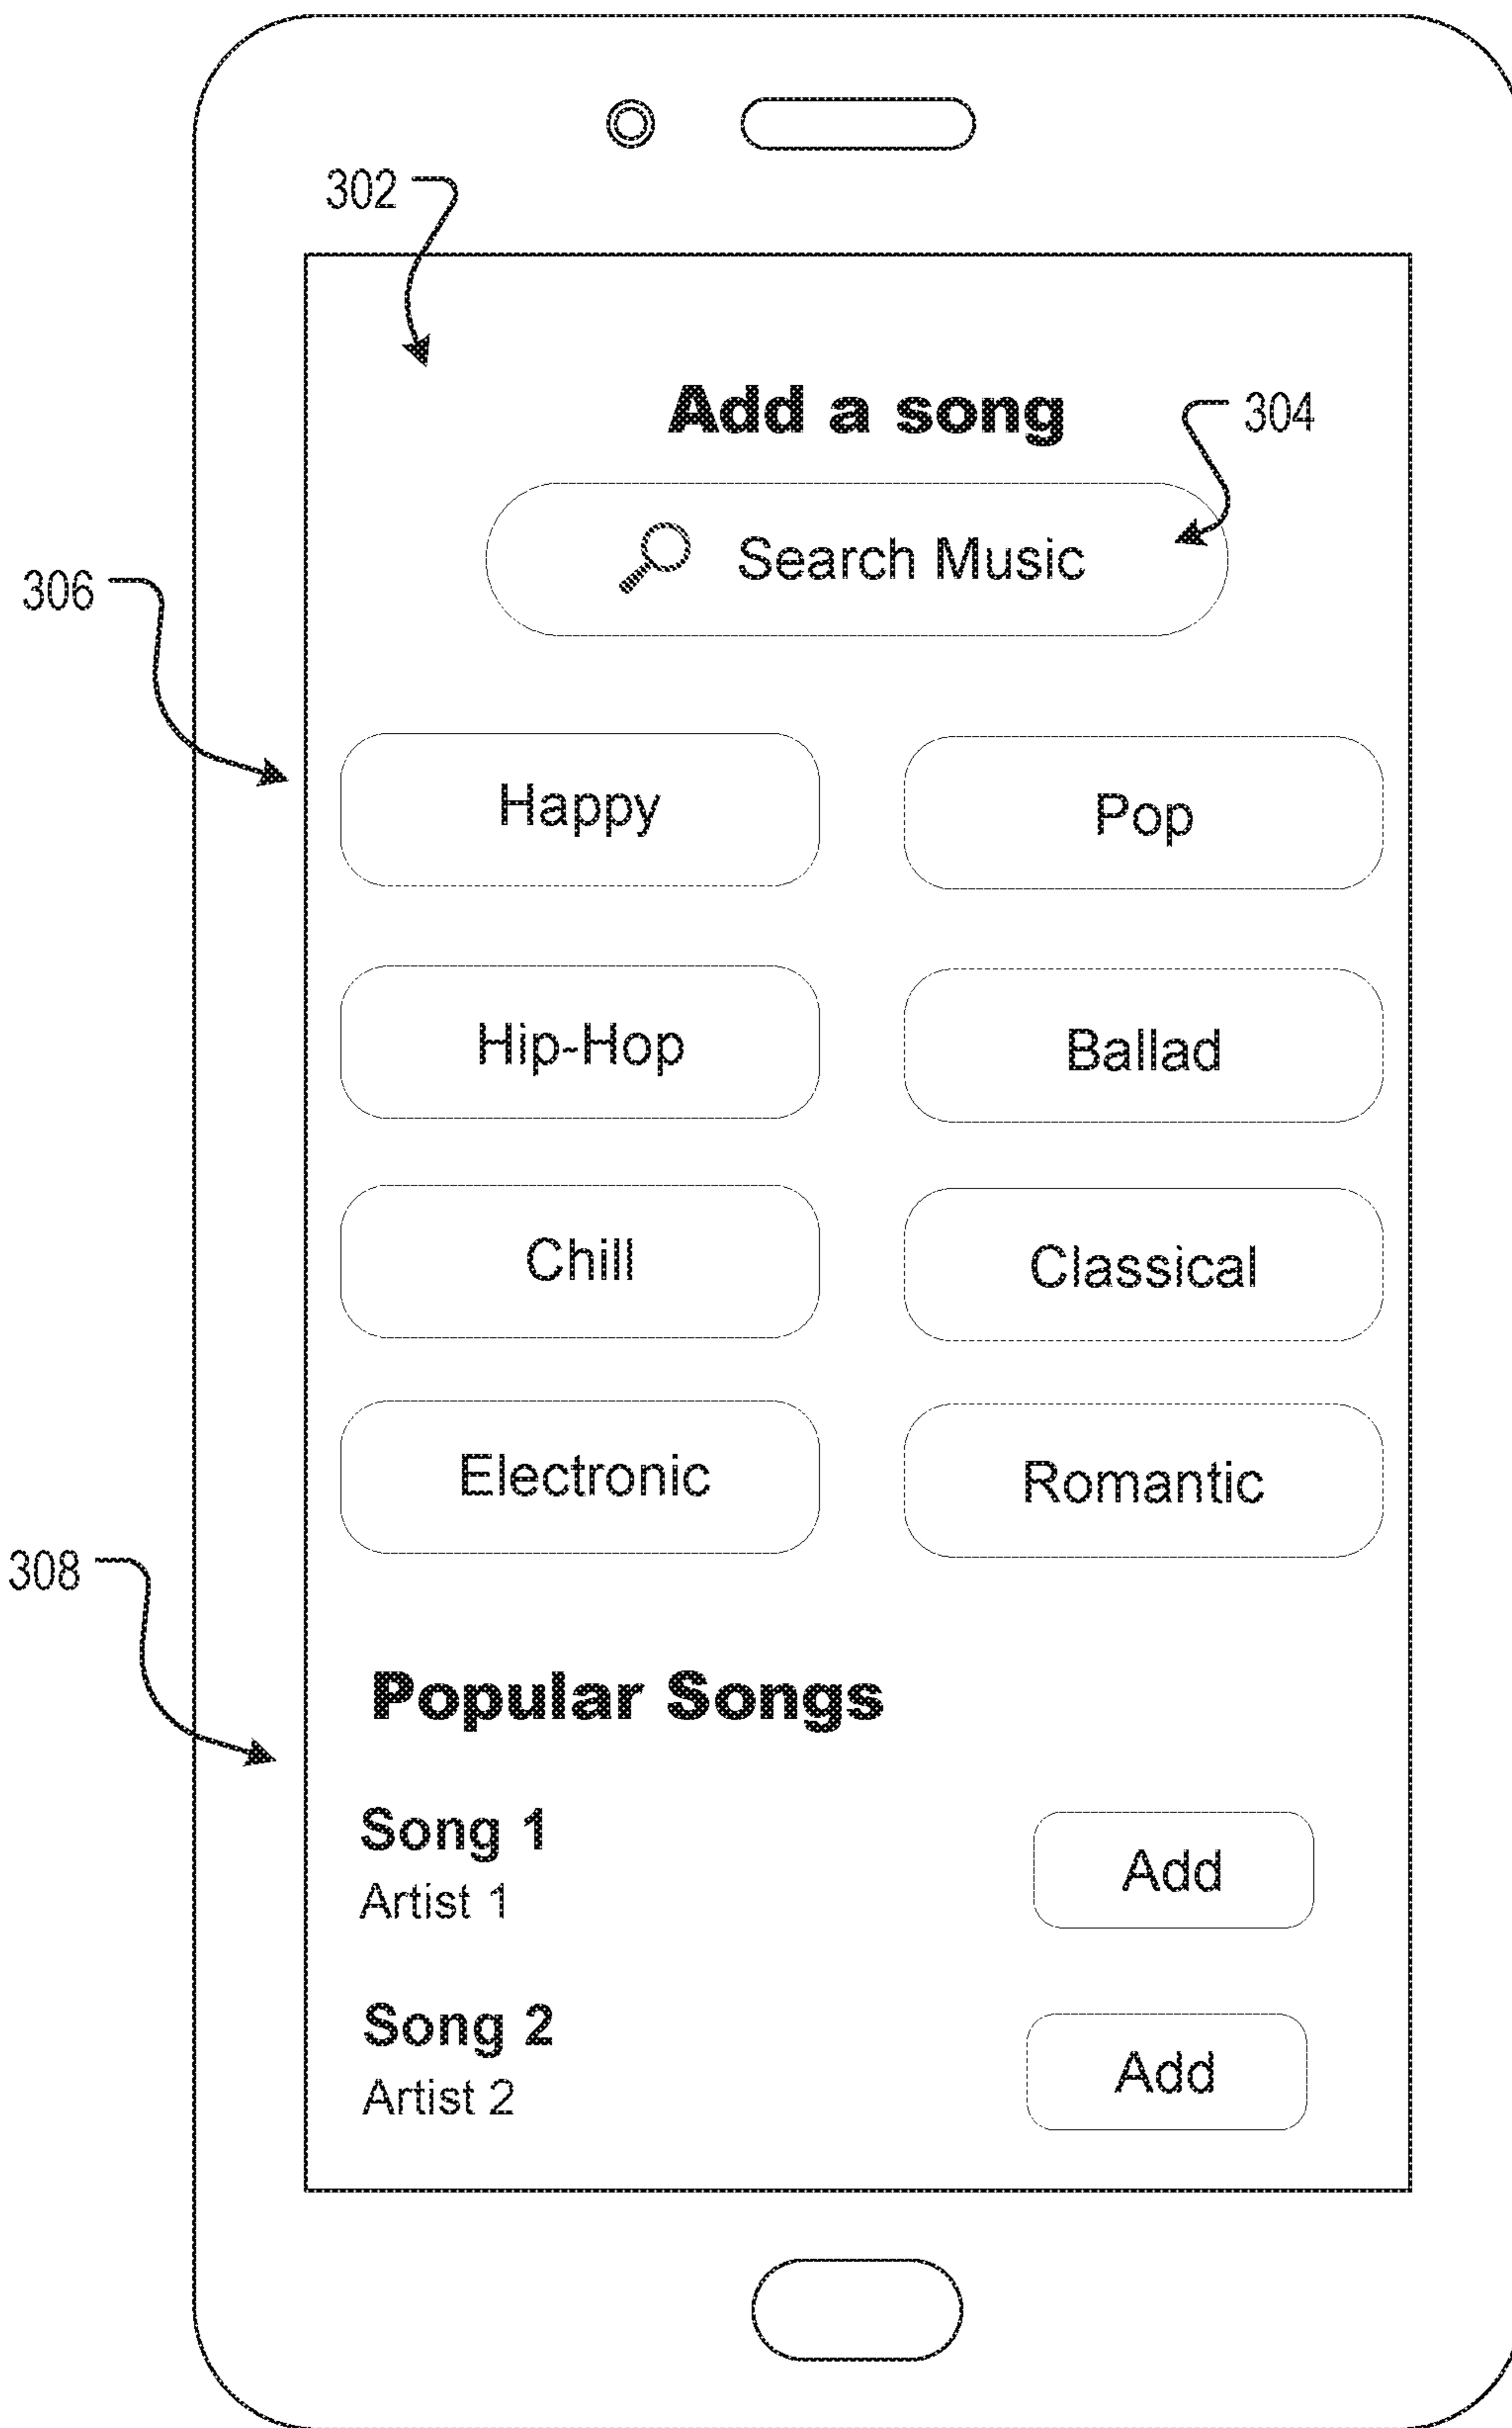 302
Add a song
304
Search Music
306
Happy
Pop
Hip-Hop
Ballad
Chill
Classical
Electronic
Romantic
308
Popular Songs
Song 1
Artist 1
Add
Song 2
Artist 2
Add